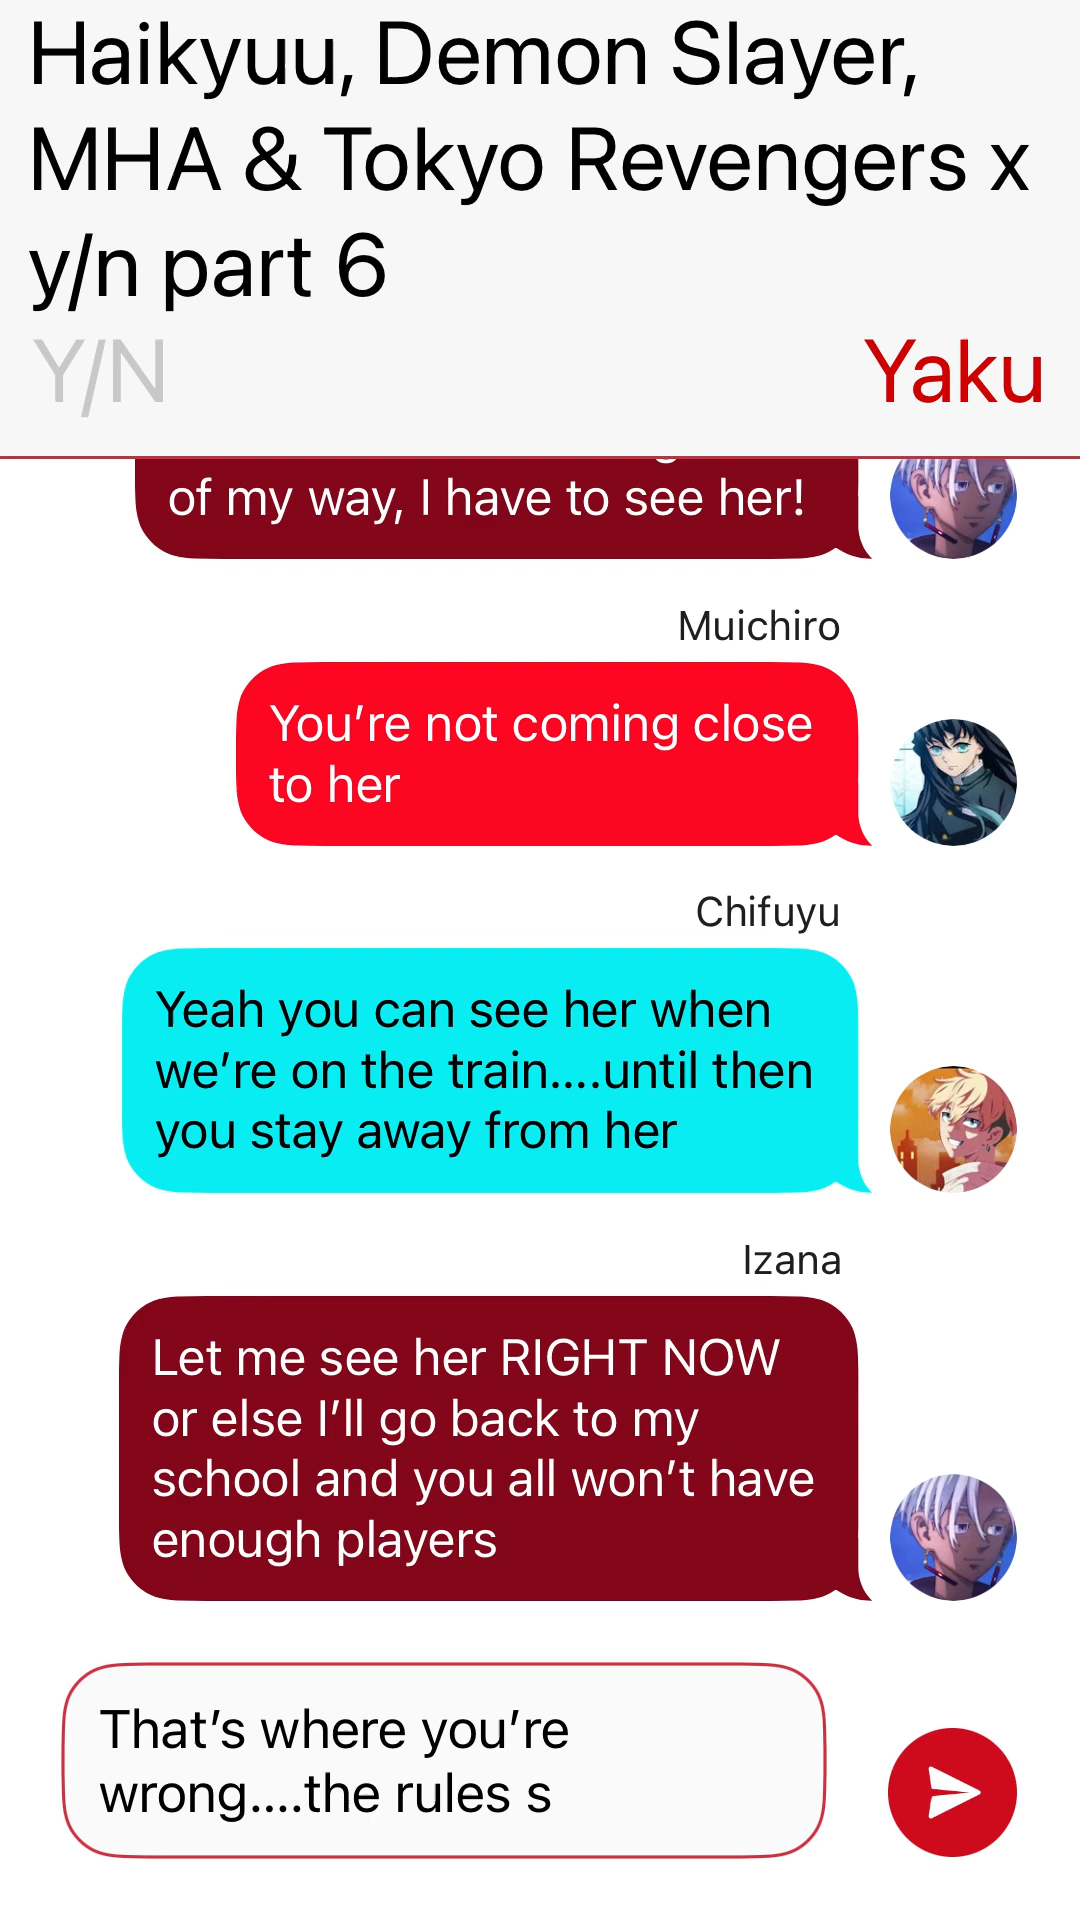 Haikyuu, Demon Slayer,
MHA & Tokyo Revengers x
y/n part 6
Y/N
Yaku
of my way, I have to see her!
Muichiro
You’re not coming close
to her
Chifuyu
Yeah you can see her when
we’re on the train....until then
you stay away from her
Izana
Let me see her RIGHT NOW
or else I’ll go back to my
school and you all won’t have
enough players
That’s where you’re
wrong....the rules s